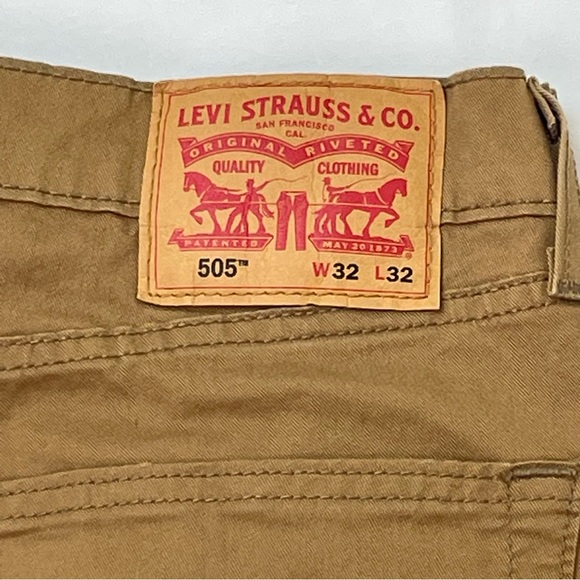 LEVI STRAUSS & CO.
SAN FRANCISCO
CAL.
ORIGINAL RIVETED
QUALITY CLOTHING
PATENTED MAY 20 1873
505™ W32 L32